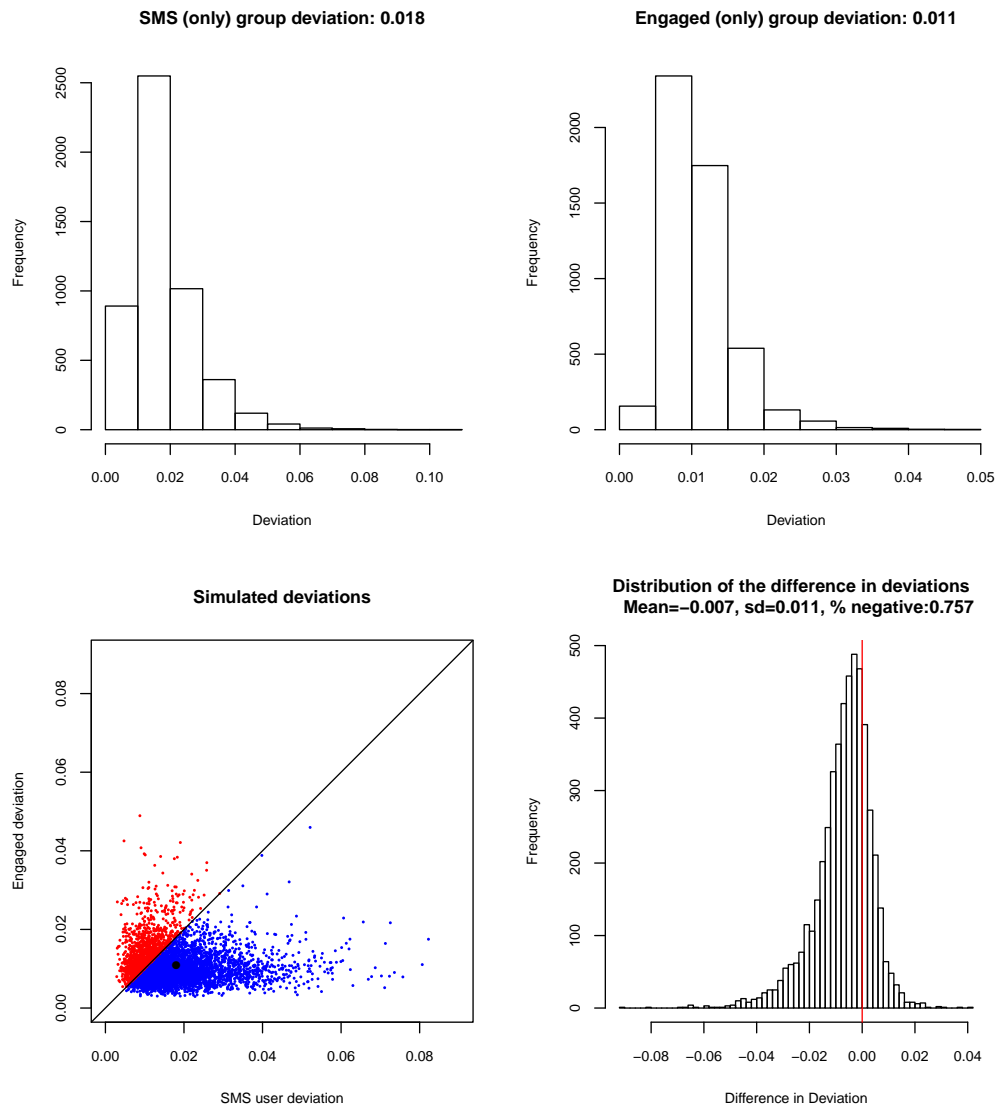 SMS (only) group deviation: 0.018
Frequency
2500
2000
1500
1000
500
0
0.00 0.02 0.04 0.06 0.08 0.10
Deviation
Engaged (only) group deviation: 0.011
Frequency
2000
1500
1000
500
0
0.00 0.01 0.02 0.03 0.04 0.05
Deviation
Simulated deviations
Engaged deviation
0.08
0.06
0.04
0.02
0.00
0.00 0.02 0.04 0.06 0.08
SMS user deviation
Distribution of the difference in deviations
Mean=−0.007, sd=0.011, % negative:0.757
Frequency
500
400
300
200
100
0
−0.08 −0.06 −0.04 −0.02 0.00 0.02 0.04
Difference in Deviation